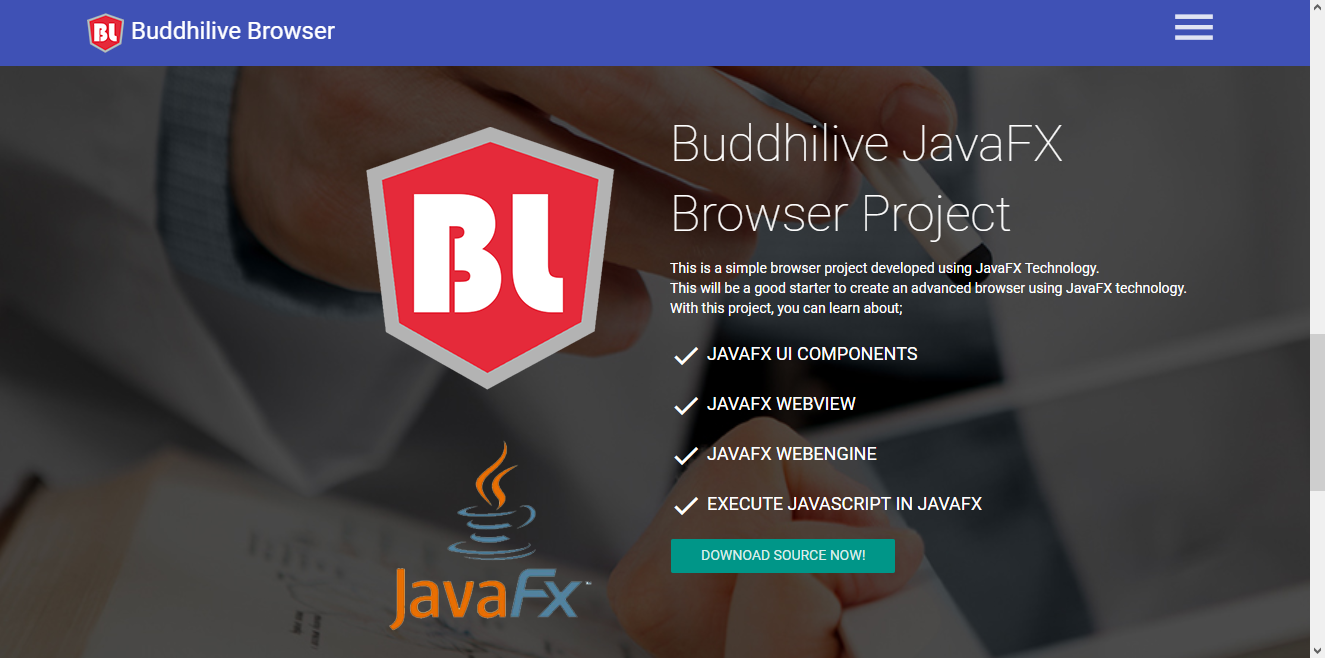 BL Buddhilive Browser
BL
Buddhilive JavaFX
Browser Project
This is a simple browser project developed using JavaFX Technology.
This will be a good starter to create an advanced browser using JavaFX technology.
With this project, you can learn about;
JAVAFX UI COMPONENTS
JAVAFX WEBVIEW
JAVAFX WEBENGINE
EXECUTE JAVASCRIPT IN JAVAFX
DOWNOAD SOURCE NOW!
JavaFx